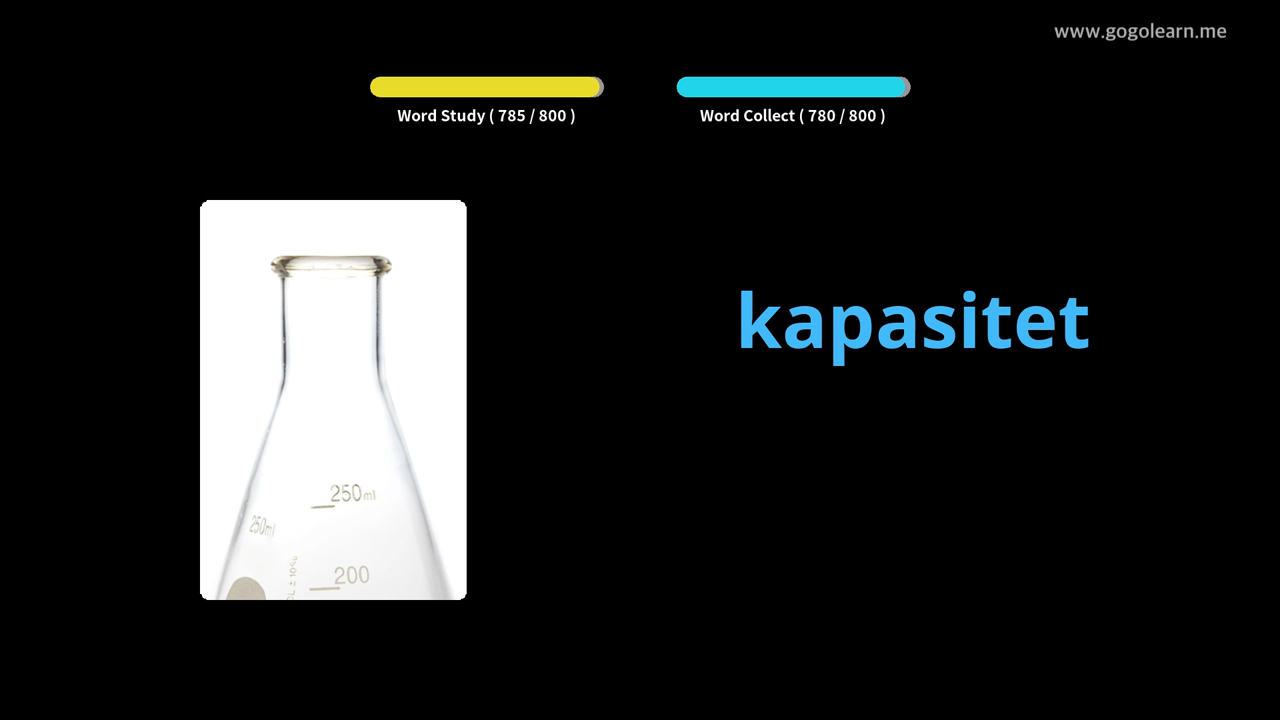 www.gogolearn.me
Word Study ( 785 / 800 )
Word Collect ( 780 / 800 )
kapasitet
250ml
250ml
200